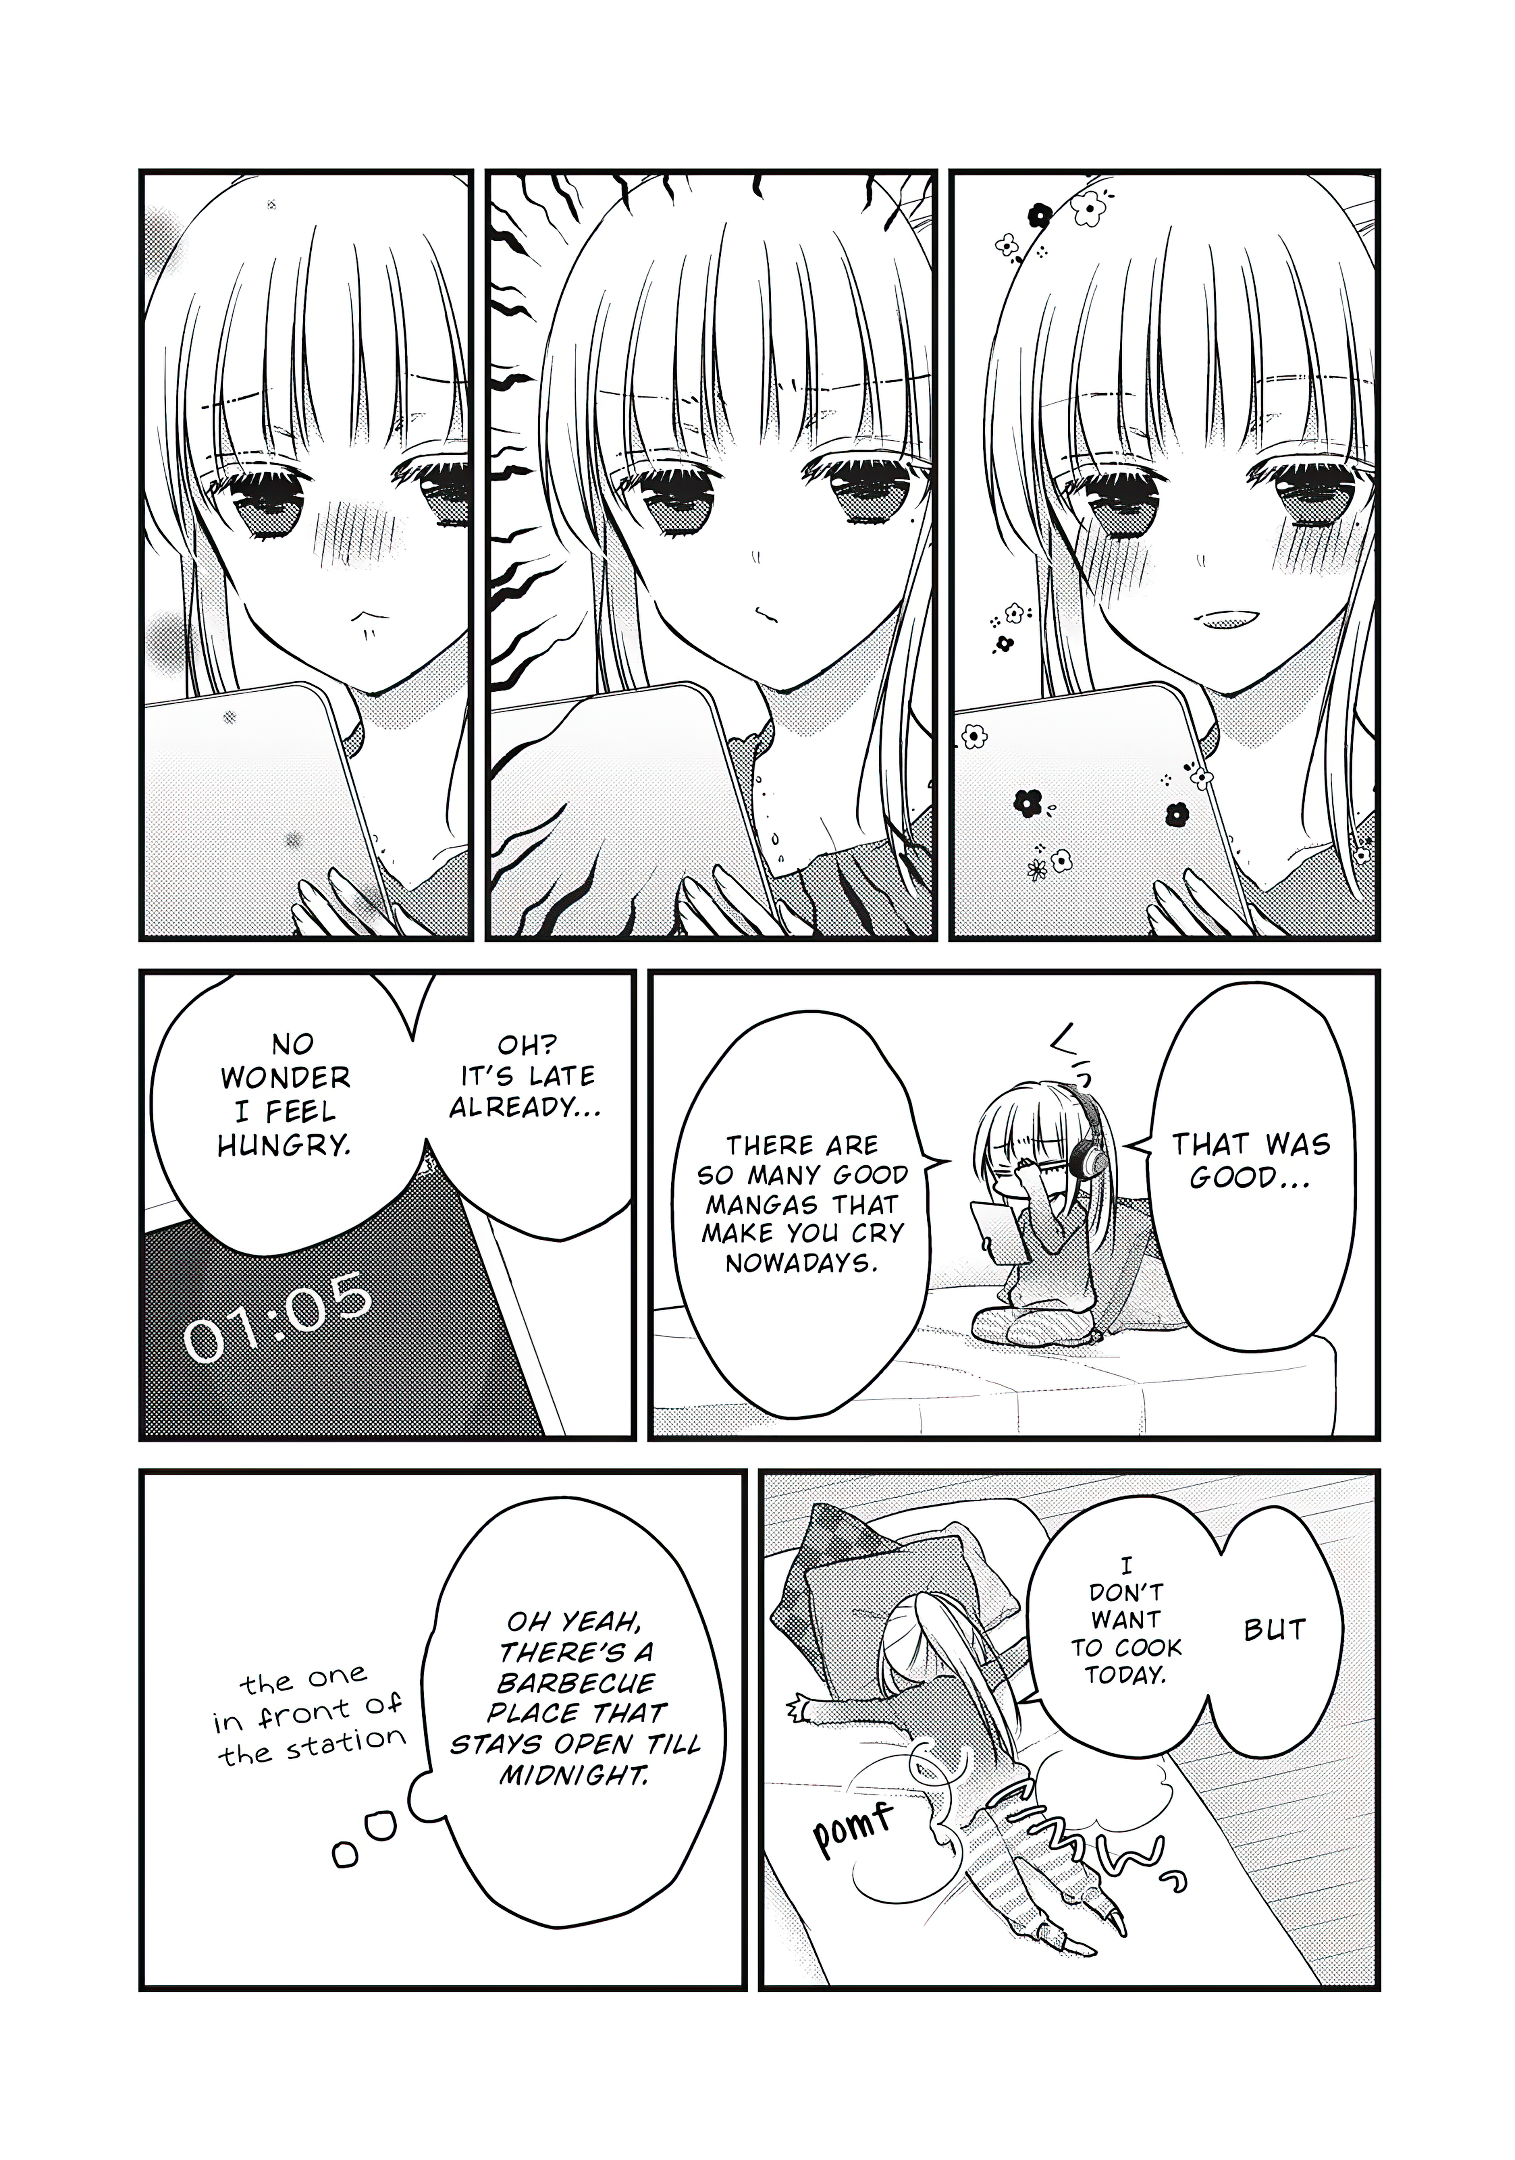 THAT WAS
GOOD...
く
っ
THERE ARE
SO MANY GOOD
MANGAS THAT
MAKE YOU CRY
NOWADAYS.
OH?
IT'S LATE
ALREADY...
NO
WONDER
I FEEL
HUNGRY.
01:05
BUT
I
DON'T
WANT
TO COOK
TODAY.
pomf
OH YEAH,
THERE'S A
BARBECUE
PLACE THAT
STAYS OPEN TILL
MIDNIGHT.
the one
in front of
the station